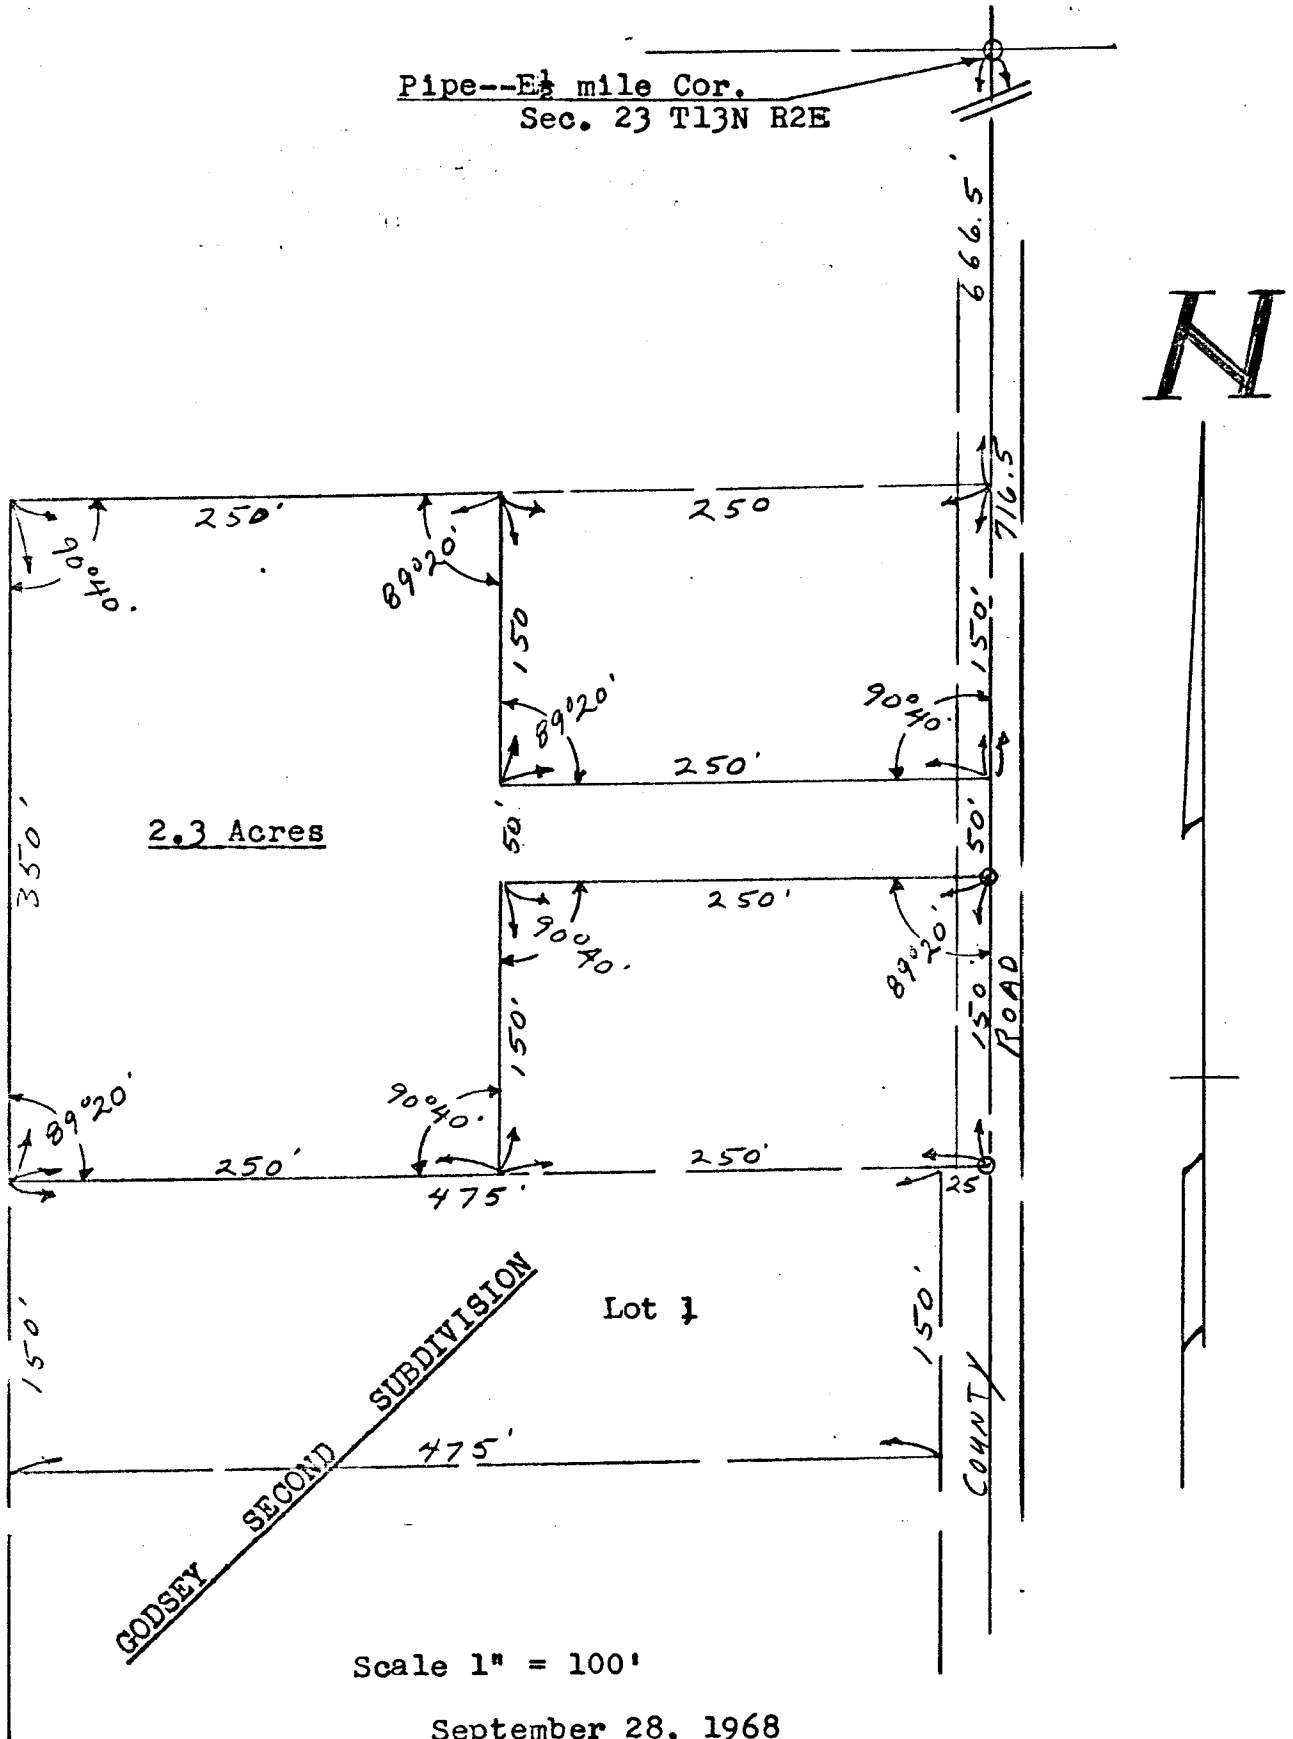 Pipe--E½ mile Cor.
Sec. 23 T13N R2E
666.5'
N
716.5
250'
250
90°40'
89°20'
150
150'
89°20'
90°40'
250'
350'
2.3 Acres
50'
50'
250'
90°40'
89°20'
150'
150
ROAD
89°20'
90°40'
250'
250'
475'
25
Lot 1
150'
150'
COUNTY
475'
GODSEY SECOND SUBDIVISION
Scale 1" = 100'
September 28, 1968